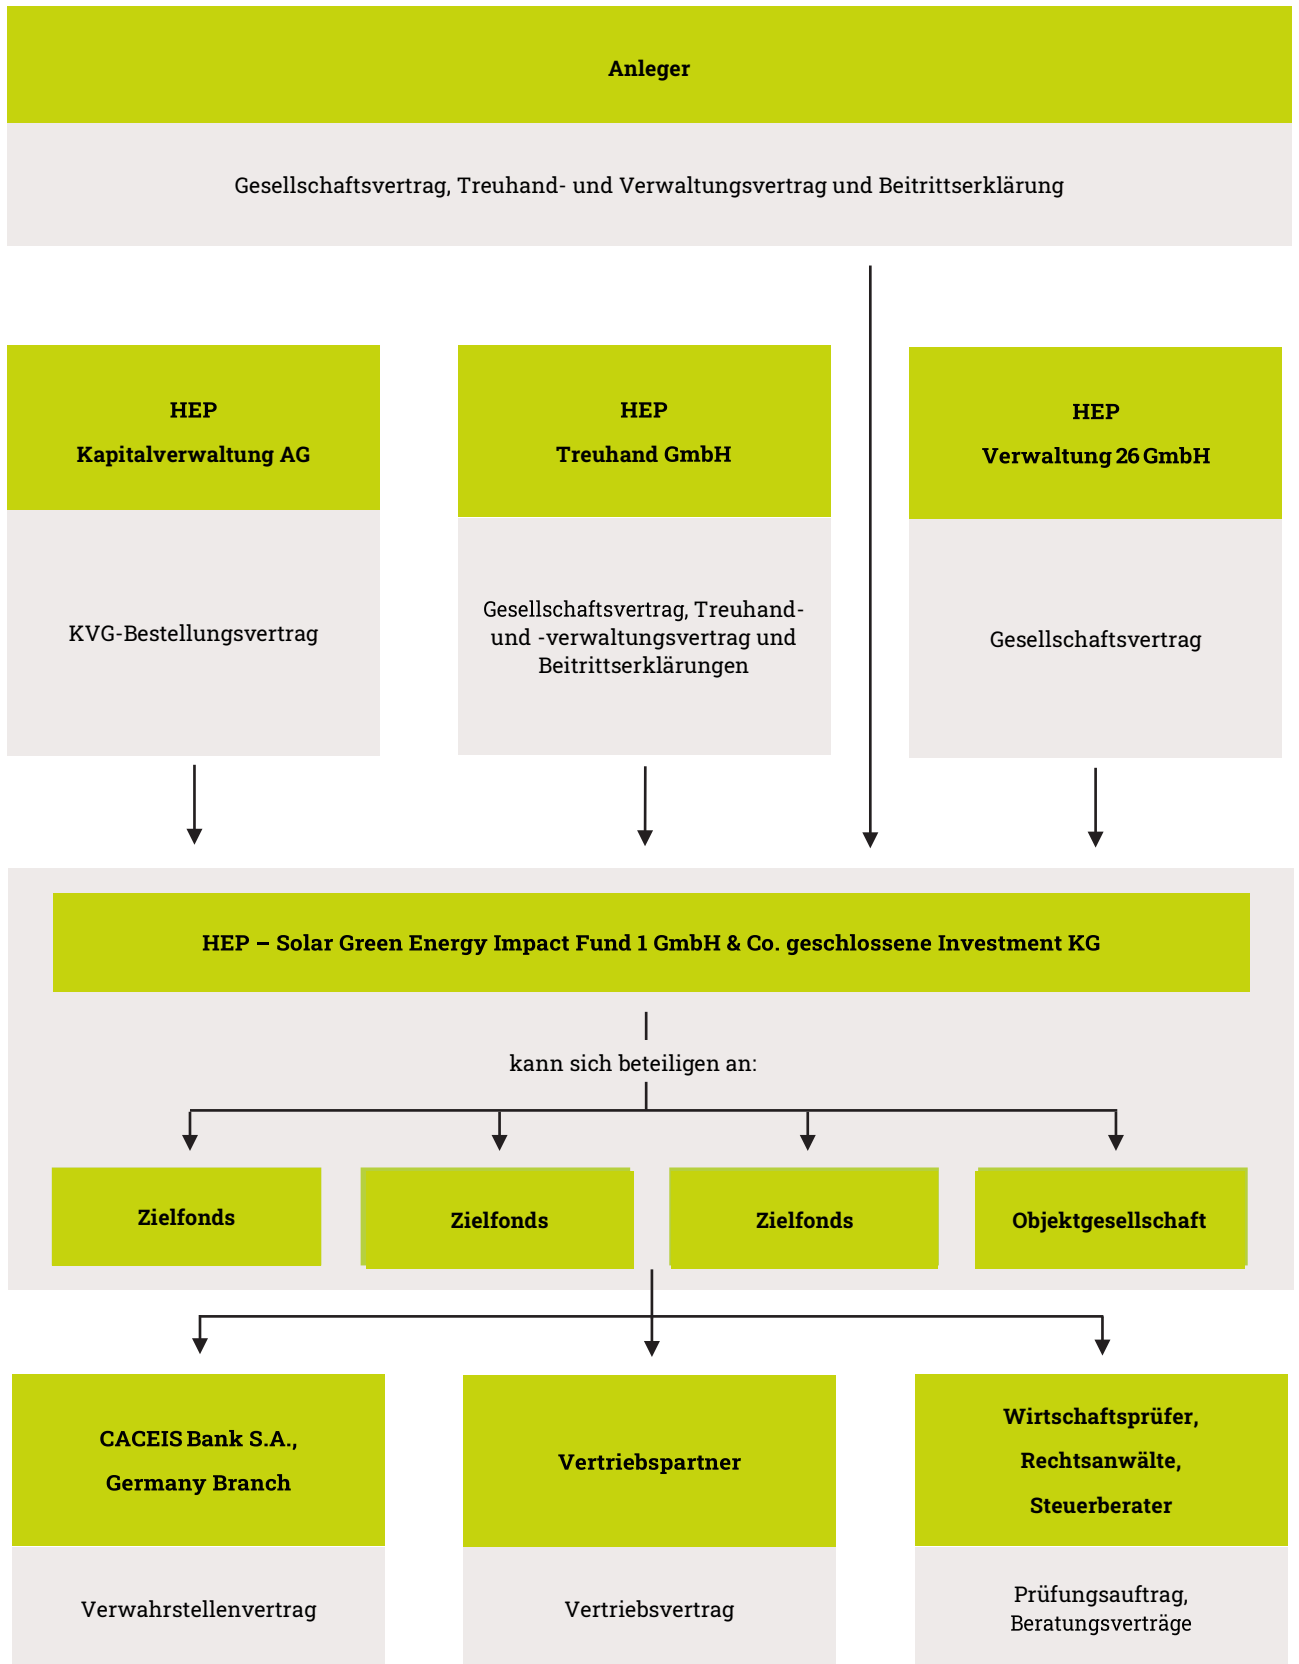 Anleger
Gesellschaftsvertrag, Treuhand- und Verwaltungsvertrag und Beitrittserklärung
HEP
Kapitalverwaltung AG
KVG-Bestellungsvertrag
HEP
Treuhand GmbH
Gesellschaftsvertrag, Treuhand-
und -verwaltungsvertrag und
Beitrittserklärungen
HEP
Verwaltung 26 GmbH
Gesellschaftsvertrag
HEP – Solar Green Energy Impact Fund 1 GmbH & Co. geschlossene Investment KG
kann sich beteiligen an:
Zielfonds
Zielfonds
Zielfonds
Objektgesellschaft
CACEIS Bank S.A.,
Germany Branch
Verwahrstellenvertrag
Vertriebspartner
Vertriebsvertrag
Wirtschaftsprüfer,
Rechtsanwälte,
Steuerberater
Prüfungsauftrag,
Beratungsverträge